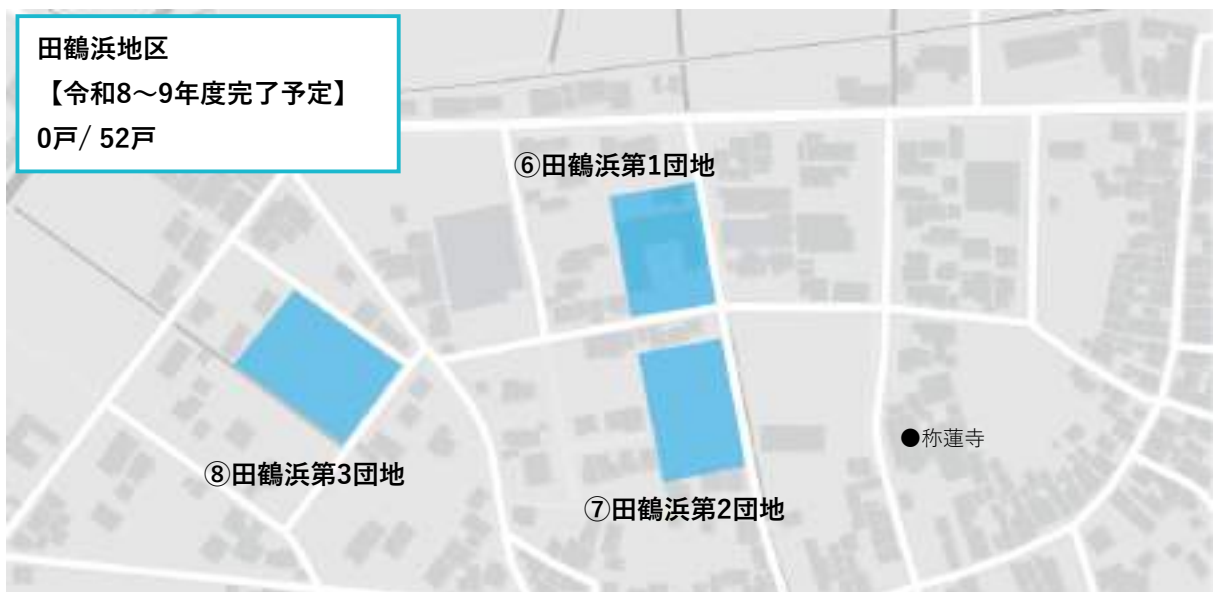 田鶴浜地区
【令和8～9年度完了予定】
0戸/ 52戸
⑥田鶴浜第1団地
●称蓮寺
⑧田鶴浜第3団地
⑦田鶴浜第2団地